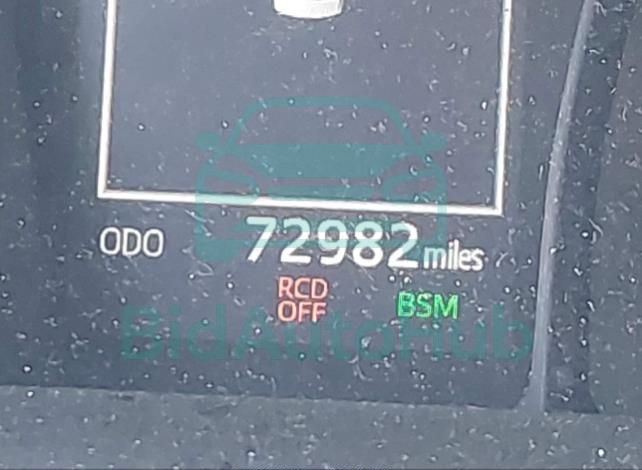 ODO 72982 miles
RCD BSM
OFF
BidAutoHub